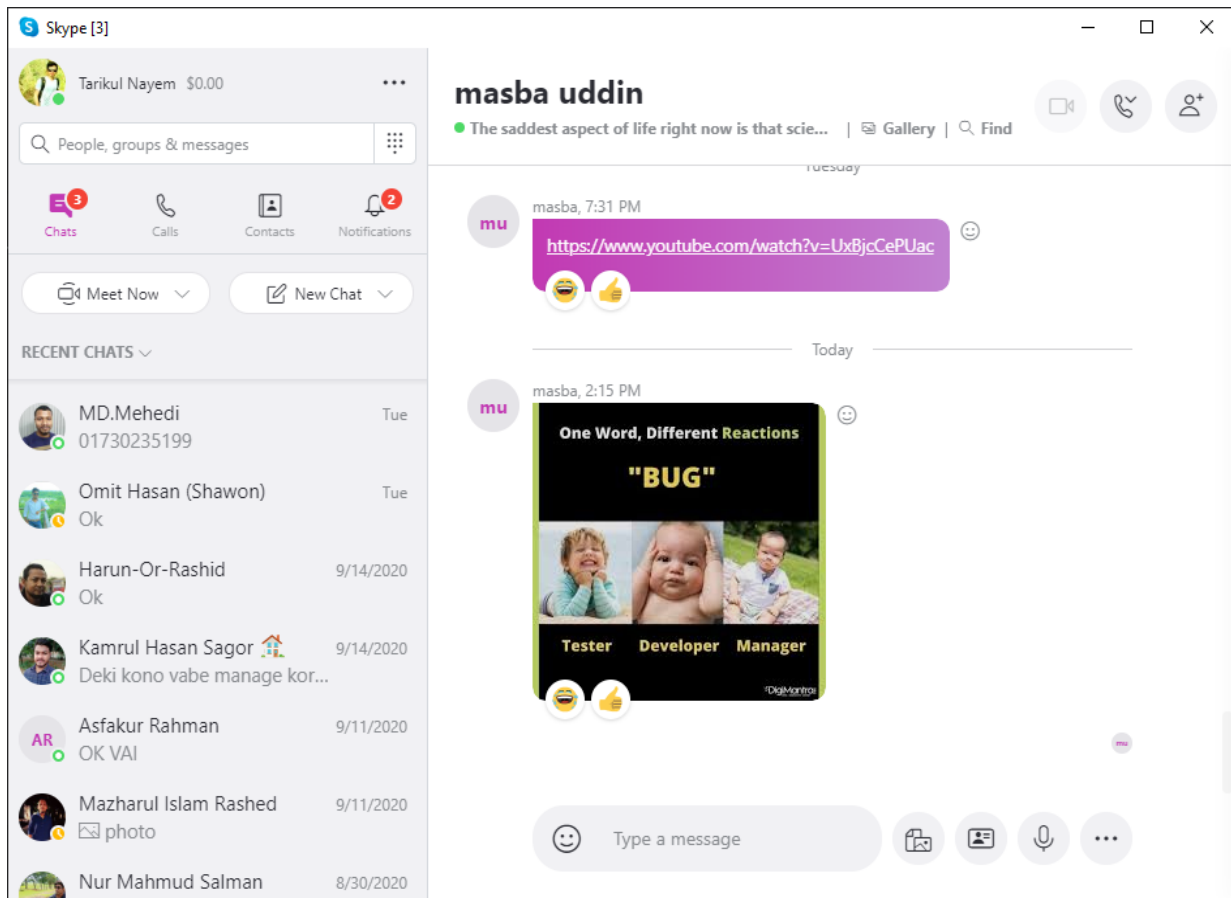 Skype [3]
Tarikul Nayem $0.00
People, groups & messages
3
2
Chats
Calls
Contacts
Notifications
Meet Now
New Chat
RECENT CHATS
MD.Mehedi
Tue
01730235199
Omit Hasan (Shawon)
Tue
Ok
Harun-Or-Rashid
9/14/2020
Ok
Kamrul Hasan Sagor
9/14/2020
Deki kono vabe manage kor...
AR
Asfakur Rahman
9/11/2020
OK VAI
Mazharul Islam Rashed
9/11/2020
photo
Nur Mahmud Salman
8/30/2020
masba uddin
The saddest aspect of life right now is that scie... | Gallery | Find
Tuesday
masba, 7:31 PM
mu
https://www.youtube.com/watch?v=UxBjcCePUac
Today
masba, 2:15 PM
mu
One Word, Different Reactions
"BUG"
Tester Developer Manager
DigiMantra
mu
Type a message